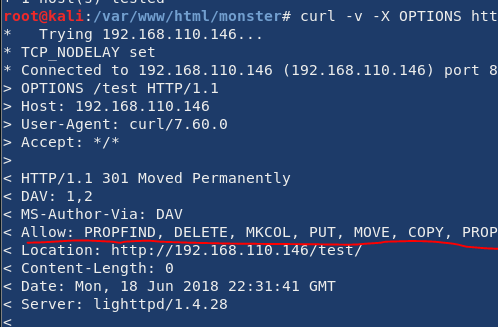 * 1 host(s) tested
root@kali:/var/www/html/monster# curl -v -X OPTIONS htt
*   Trying 192.168.110.146...
* TCP_NODELAY set
* Connected to 192.168.110.146 (192.168.110.146) port 8
> OPTIONS /test HTTP/1.1
> Host: 192.168.110.146
> User-Agent: curl/7.60.0
> Accept: */*
>
< HTTP/1.1 301 Moved Permanently
< DAV: 1,2
< MS-Author-Via: DAV
< Allow: PROPFIND, DELETE, MKCOL, PUT, MOVE, COPY, PROP
< Location: http://192.168.110.146/test/
< Content-Length: 0
< Date: Mon, 18 Jun 2018 22:31:41 GMT
< Server: lighttpd/1.4.28
<